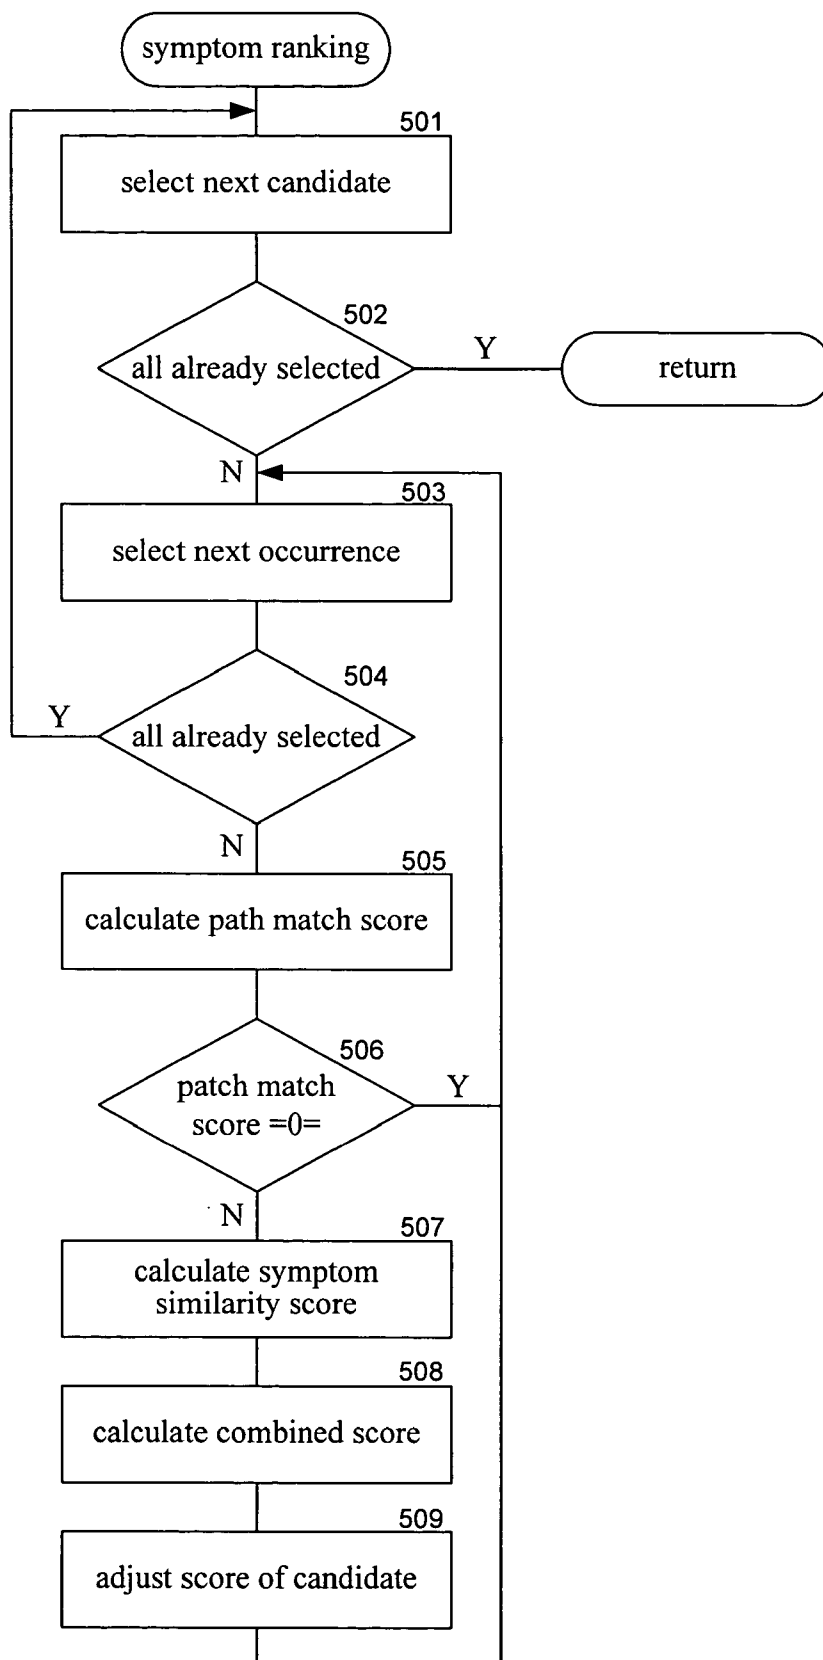 symptom ranking
501
select next candidate
502
all already selected
Y
return
N
503
select next occurrence
504
all already selected
Y
N
505
calculate path match score
506
patch match
score =0=
Y
N
507
calculate symptom
similarity score
508
calculate combined score
509
adjust score of candidate